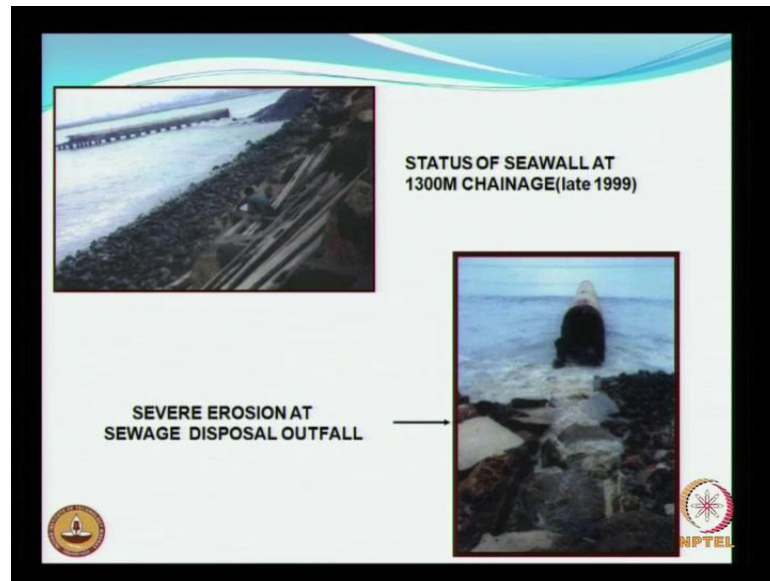 STATUS OF SEAWALL AT
1300M CHAINAGE(late 1999)
SEVERE EROSION AT
SEWAGE DISPOSAL OUTFALL
NPTEL